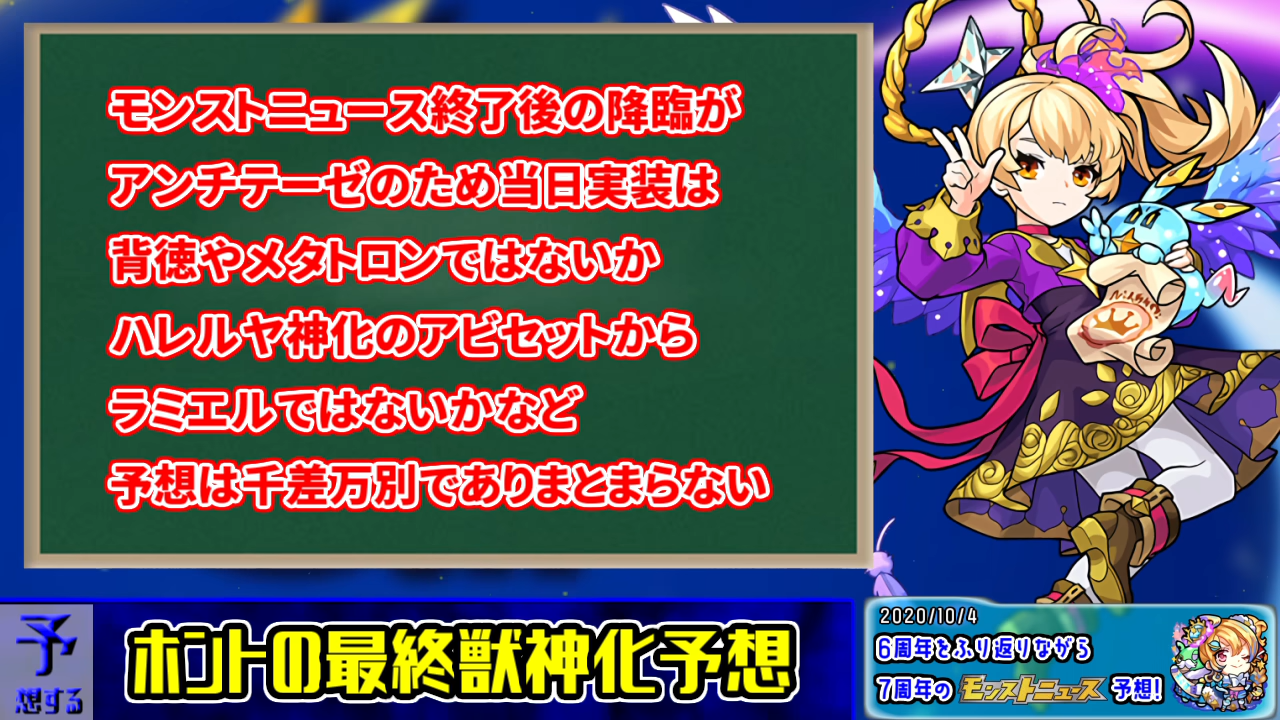 モンストニュース終了後の降臨が
アンチテーゼのため当日実装は
背徳やメタトロンではないか
ハレルヤ神化のアビセットから
ラミエルではないかなど
予想は千差万別でありまとまらない
予
想する
ホントの最終獣神化予想
2020/10/4
6周年をふり返りながら
7周年のモンストニュース予想!